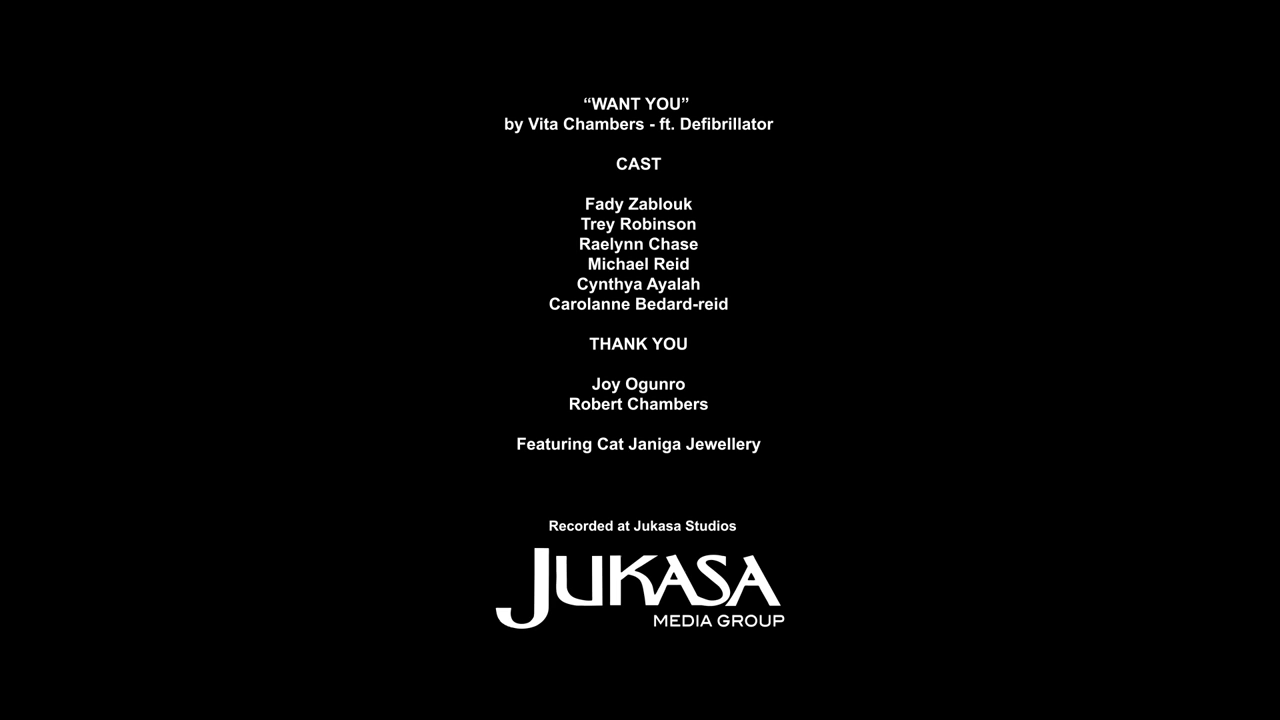 “WANT YOU”
by Vita Chambers - ft. Defibrillator
CAST
Fady Zablouk
Trey Robinson
Raelynn Chase
Michael Reid
Cynthya Ayalah
Carolanne Bedard-reid
THANK YOU
Joy Ogunro
Robert Chambers
Featuring Cat Janiga Jewellery
Recorded at Jukasa Studios
JUKASA
MEDIA GROUP